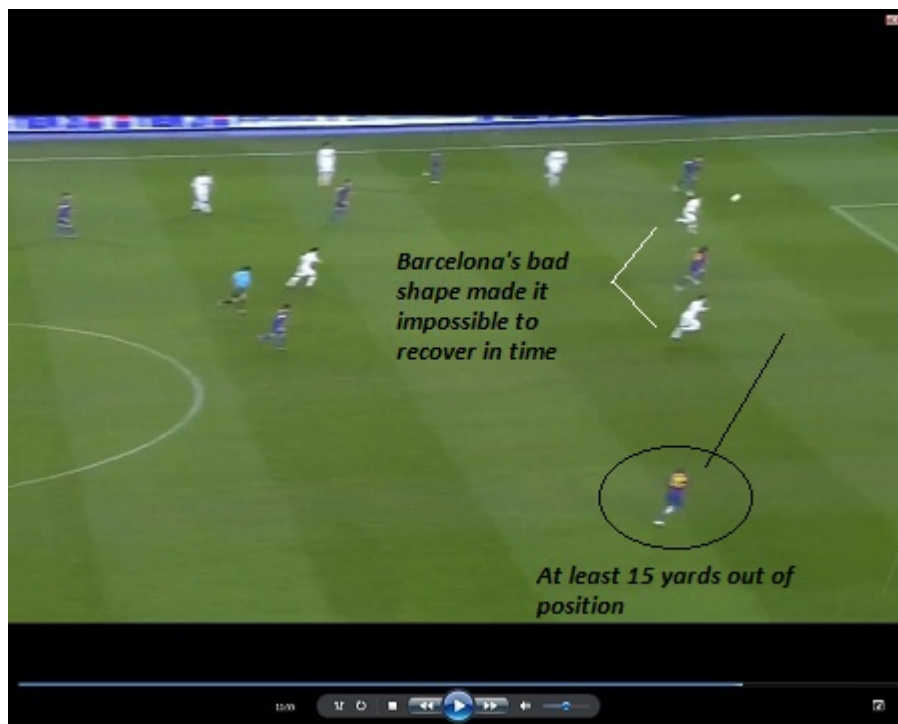 Barcelona's bad
shape made it
impossible to
recover in time
At least 15 yards out of
position